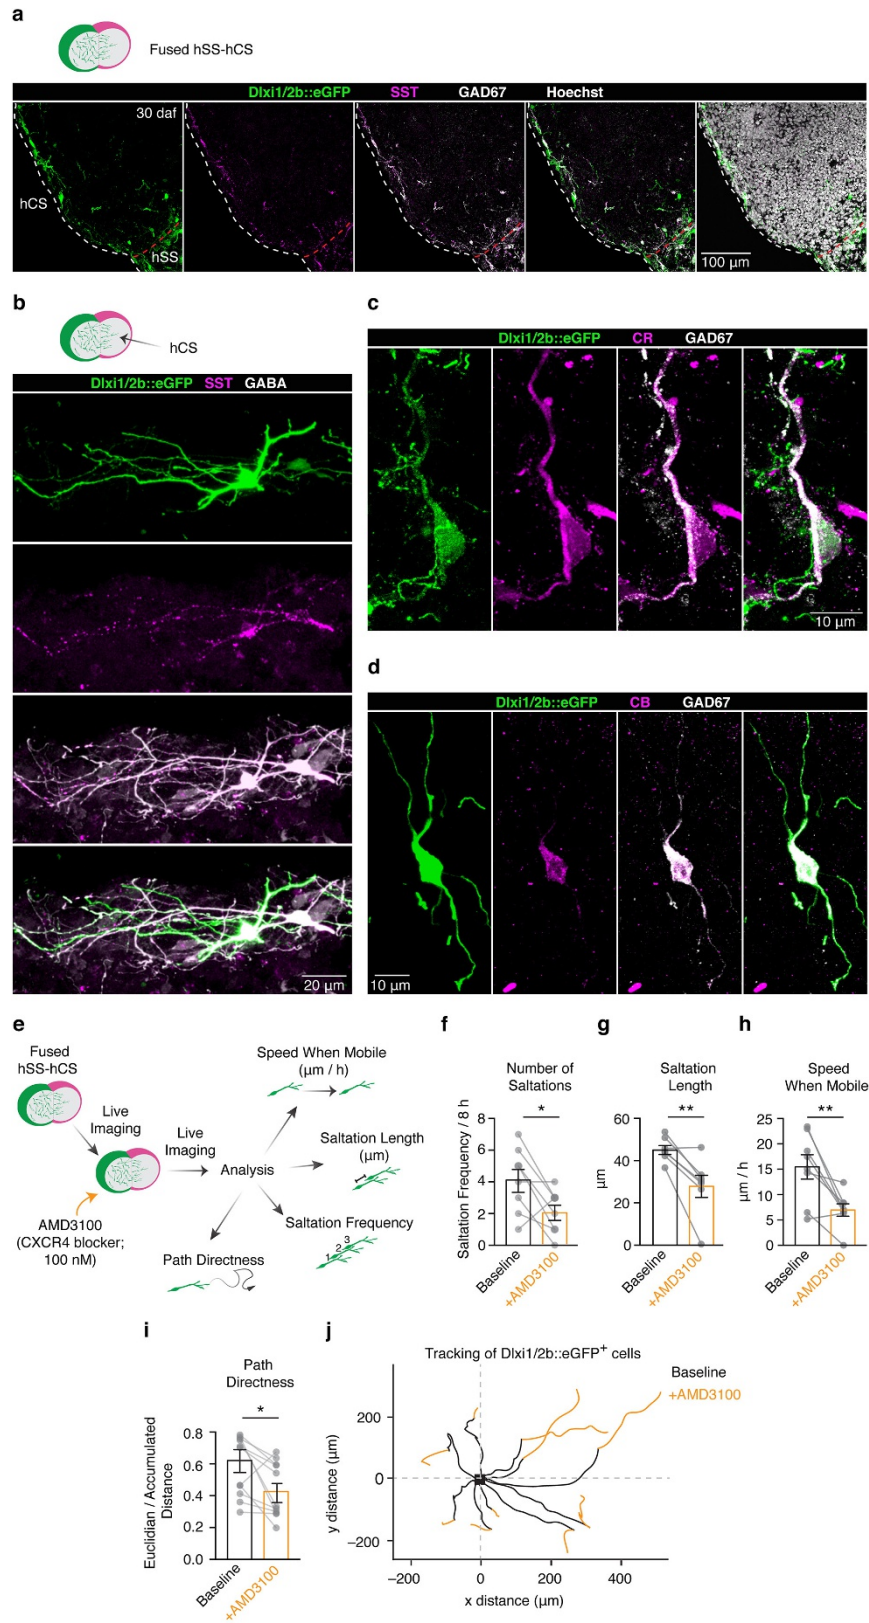 a
Fused hSS-hCS
Dlxi1/2b::eGFP SST GAD67 Hoechst
30 daf
hCS
hSS
100 µm
b
hCS
Dlxi1/2b::eGFP SST GABA
20 µm
c
Dlxi1/2b::eGFP CR GAD67
10 µm
d
Dlxi1/2b::eGFP CB GAD67
10 µm
e
Fused
hSS-hCS
Live
Imaging
AMD3100
(CXCR4 blocker;
100 nM)
Live
Imaging
Analysis
Speed When Mobile
(µm / h)
Saltation Length
(µm)
Saltation Frequency
1 2 3
Path Directness
f
Number of
Saltations
*
Saltation Frequency / 8 h
8
6
4
2
0
Baseline
+AMD3100
g
Saltation
Length
**
µm
60
40
20
0
Baseline
+AMD3100
h
Speed
When Mobile
**
µm / h
25
20
15
10
5
0
Baseline
+AMD3100
i
Path
Directness
*
Euclidian / Accumulated
Distance
0.8
0.6
0.4
0.2
0.0
Baseline
+AMD3100
j
Tracking of Dlxi1/2b::eGFP+ cells
Baseline
+AMD3100
y distance (µm)
200
0
−200
−200 0 200 400
x distance (µm)